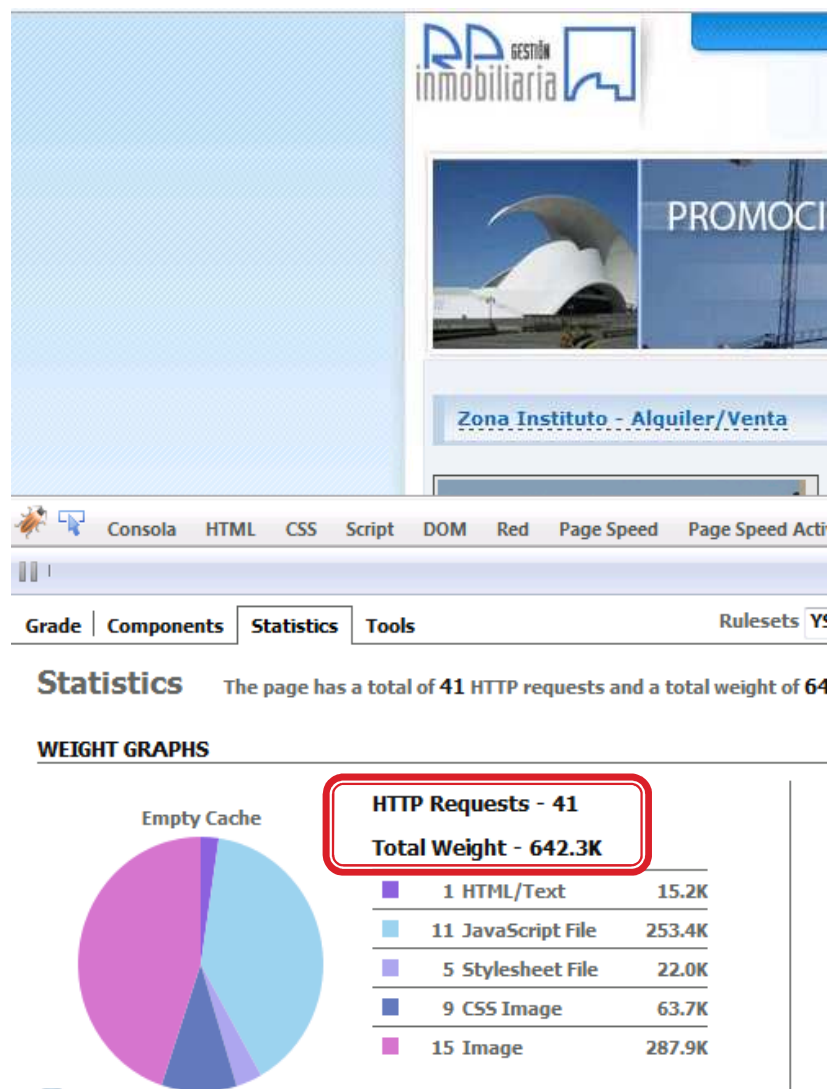 RP GESTIÓN
inmobiliaria
PROMOCI
Zona Instituto - Alquiler/Venta
Consola HTML CSS Script DOM Red Page Speed Page Speed Acti
Grade Components Statistics Tools Rulesets YS
Statistics The page has a total of 41 HTTP requests and a total weight of 64
WEIGHT GRAPHS
Empty Cache
HTTP Requests - 41
Total Weight - 642.3K
1 HTML/Text 15.2K
11 JavaScript File 253.4K
5 Stylesheet File 22.0K
9 CSS Image 63.7K
15 Image 287.9K